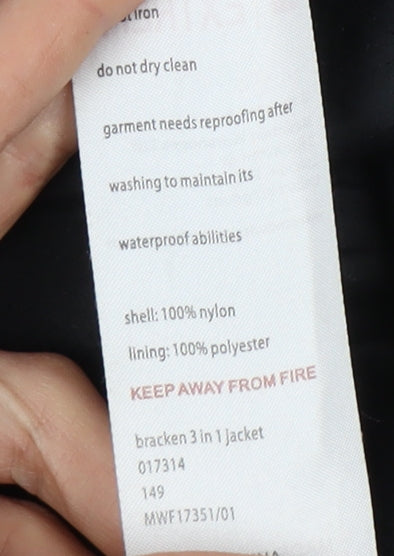 iron
do not dry clean
garment needs reproofing after
washing to maintain its
waterproof abilities
shell: 100% nylon
lining: 100% polyester
KEEP AWAY FROM FIRE
bracken 3 in 1 jacket
017314
149
MWF17351/01